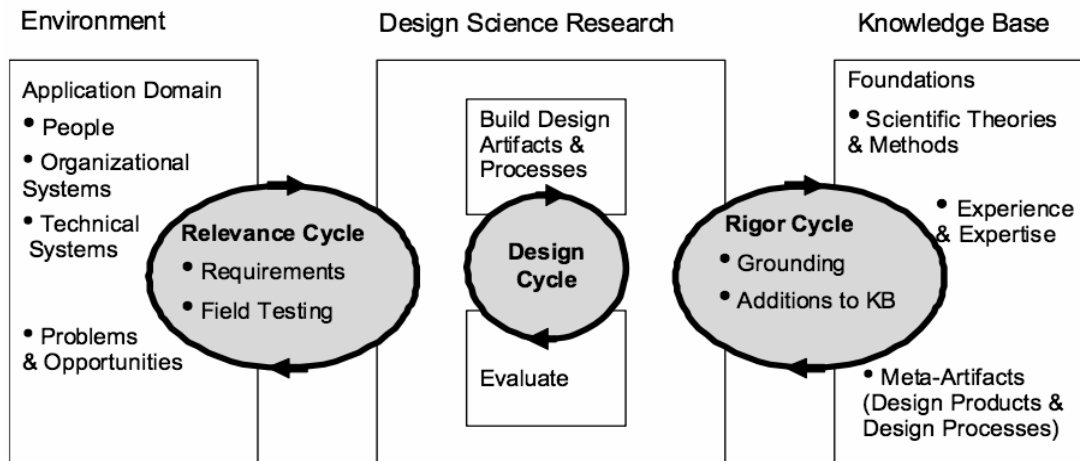 Environment
Design Science Research
Knowledge Base
Application Domain
• People
• Organizational
Systems
• Technical
Systems
• Problems
& Opportunities
Relevance Cycle
• Requirements
• Field Testing
Build Design
Artifacts &
Processes
Design
Cycle
Evaluate
Rigor Cycle
• Grounding
• Additions to KB
Foundations
• Scientific Theories
& Methods
• Experience
& Expertise
• Meta-Artifacts
(Design Products &
Design Processes)